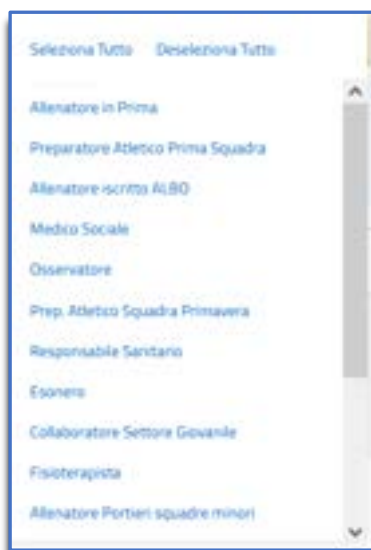 Seleziona Tutto Deseleziona Tutto
Allenatore in Prima
Preparatore Atletico Prima Squadra
Allenatore iscritto ALBO
Medico Sociale
Osservatore
Prep. Atletico Squadra Primavera
Responsabile Sanitario
Esonero
Collaboratore Settore Giovanile
Fisioterapista
Allenatore Portieri squadre minori